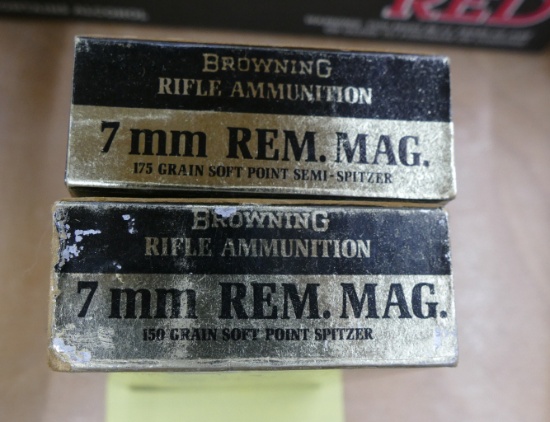 RED
BROWNING
RIFLE AMMUNITION
7 mm REM. MAG.
175 GRAIN SOFT POINT SEMI-SPITZER
BROWNING
RIFLE AMMUNITION
7 mm REM. MAG.
150 GRAIN SOFT POINT SPITZER